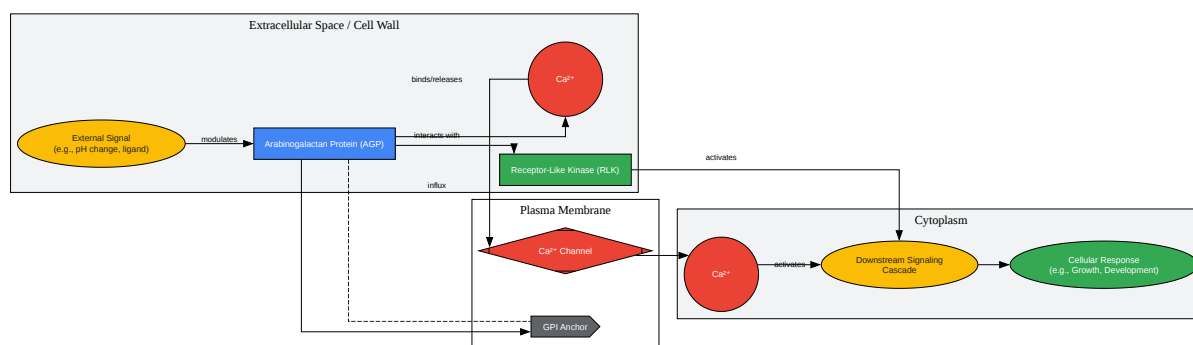 Extracellular Space / Cell Wall
Ca²⁺
binds/releases
External Signal
(e.g., pH change, ligand)
modulates
Arabinogalactan Protein (AGP)
interacts with
Receptor-Like Kinase (RLK)
activates
influx
Plasma Membrane
Ca²⁺ Channel
GPI Anchor
Cytoplasm
Ca²⁺
activates
Downstream Signaling
Cascade
Cellular Response
(e.g., Growth, Development)